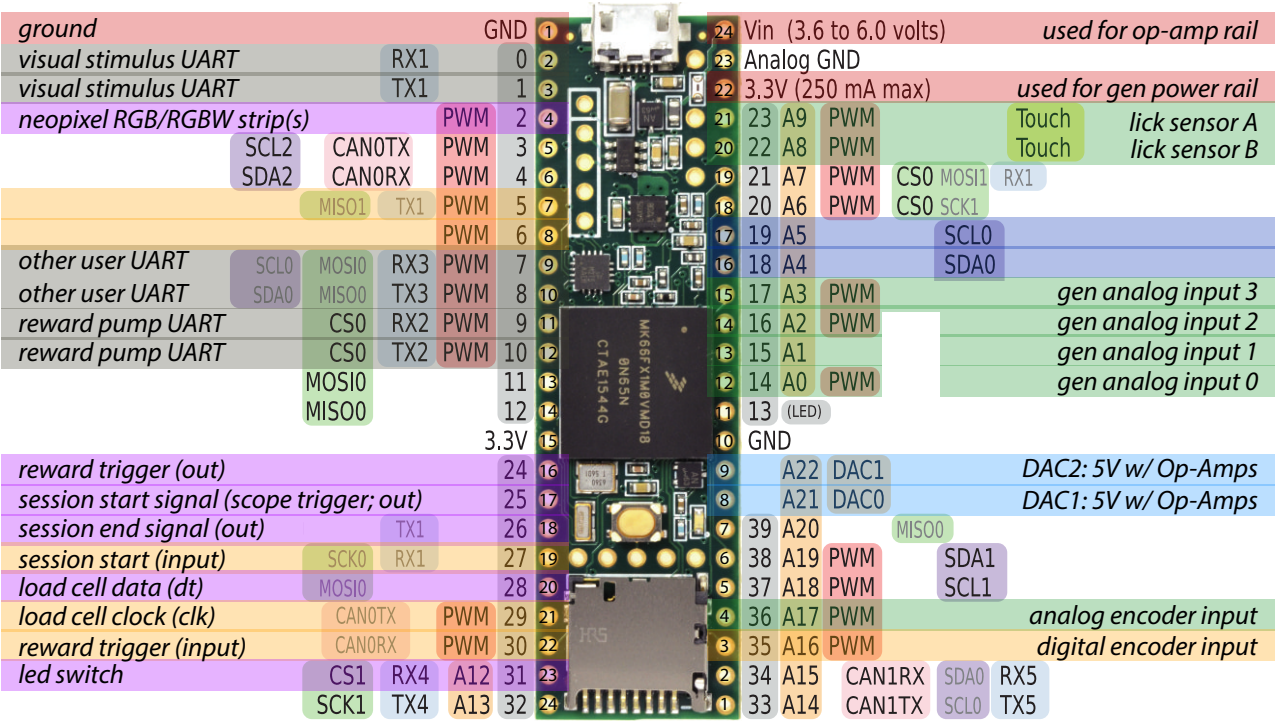 ground GND 1 24 Vin (3.6 to 6.0 volts) used for op-amp rail
visual stimulus UART RX1 0 2 23 Analog GND
visual stimulus UART TX1 1 3 22 3.3V (250 mA max) used for gen power rail
neopixel RGB/RGBW strip(s) PWM 2 4 21 23 A9 PWM Touch lick sensor A
SCL2 CAN0TX PWM 3 5 20 22 A8 PWM Touch lick sensor B
SDA2 CAN0RX PWM 4 6 19 21 A7 PWM CS0 MOSI1 RX1
MISO1 TX1 PWM 5 7 18 20 A6 PWM CS0 SCK1
PWM 6 8 17 19 A5 SCL0
other user UART SCL0 MOSI0 RX3 PWM 7 9 16 18 A4 SDA0
other user UART SDA0 MISO0 TX3 PWM 8 10 15 17 A3 PWM gen analog input 3
reward pump UART CS0 RX2 PWM 9 11 14 16 A2 PWM gen analog input 2
reward pump UART CS0 TX2 PWM 10 12 13 15 A1 gen analog input 1
MOSI0 11 13 12 14 A0 PWM gen analog input 0
MISO0 12 14 11 13 (LED)
3.3V 15 10 GND
MK66FX1M0VMD18
0N65N
CTAE1544G
reward trigger (out) 24 16 9 A22 DAC1 DAC2: 5V w/ Op-Amps
session start signal (scope trigger; out) 25 17 8 A21 DAC0 DAC1: 5V w/ Op-Amps
session end signal (out) TX1 26 18 7 39 A20 MISO0
session start (input) SCK0 RX1 27 19 6 38 A19 PWM SDA1
load cell data (dt) MOSI0 28 20 5 37 A18 PWM SCL1
load cell clock (clk) CAN0TX PWM 29 21 4 36 A17 PWM analog encoder input
reward trigger (input) CAN0RX PWM 30 22 3 35 A16 PWM digital encoder input
led switch CS1 RX4 A12 31 23 2 34 A15 CAN1RX SDA0 RX5
SCK1 TX4 A13 32 24 1 33 A14 CAN1TX SCL0 TX5
HRS